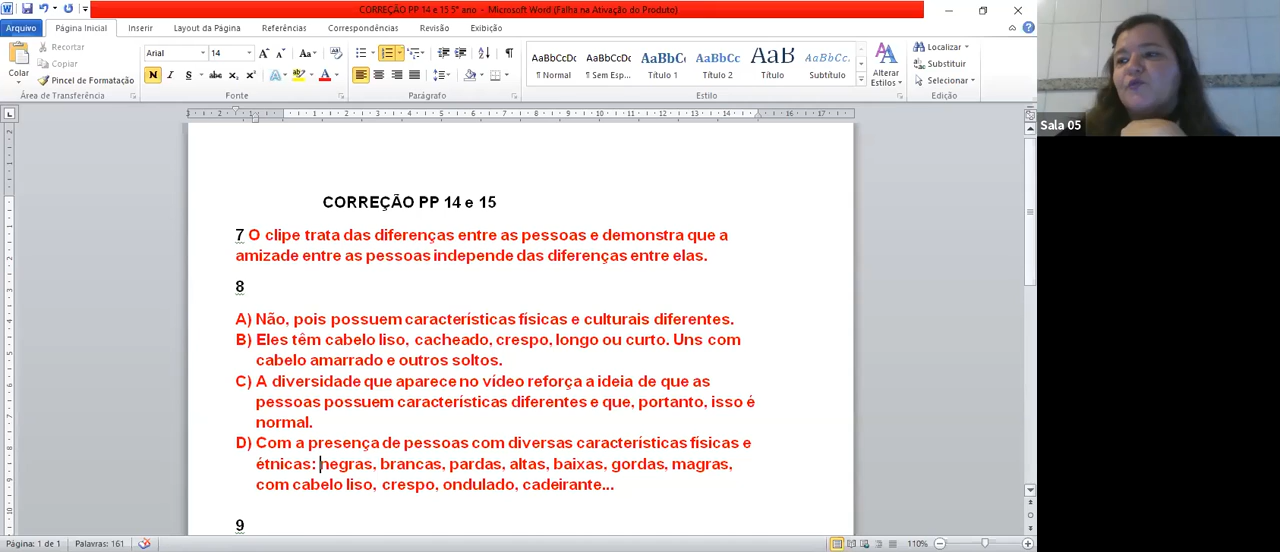 CORREÇÃO PP 14 e 15 5° ano - Microsoft Word (Falha na Ativação do Produto)
Arquivo Página Inicial Inserir Layout da Página Referências Correspondências Revisão Exibição
Colar
Recortar
Copiar
Pincel de Formatação
Área de Transferência
Arial 14
Fonte
Parágrafo
AaBbCcDc AaBbCcDc AaBbC AaBbCc AaB AaBbCc.
¶ Normal ¶ Sem Esp... Título 1 Título 2 Título Subtítulo
Alterar
Estilos
Estilo
Localizar
Substituir
Selecionar
Edição
Sala 05
CORREÇÃO PP 14 e 15
7 O clipe trata das diferenças entre as pessoas e demonstra que a
amizade entre as pessoas independe das diferenças entre elas.
8
A) Não, pois possuem características físicas e culturais diferentes.
B) Eles têm cabelo liso, cacheado, crespo, longo ou curto. Uns com
cabelo amarrado e outros soltos.
C) A diversidade que aparece no vídeo reforça a ideia de que as
pessoas possuem características diferentes e que, portanto, isso é
normal.
D) Com a presença de pessoas com diversas características físicas e
étnicas: negras, brancas, pardas, altas, baixas, gordas, magras,
com cabelo liso, crespo, ondulado, cadeirante...
9
Página: 1 de 1 Palavras: 161 110%